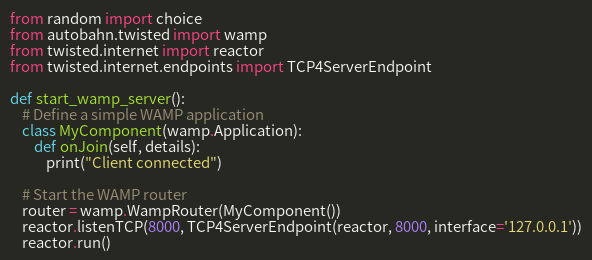 from random import choice
from autobahn.twisted import wamp
from twisted.internet import reactor
from twisted.internet.endpoints import TCP4ServerEndpoint

def start_wamp_server():
    # Define a simple WAMP application
    class MyComponent(wamp.Application):
        def onJoin(self, details):
            print("Client connected")

    # Start the WAMP router
    router = wamp.WampRouter(MyComponent())
    reactor.listenTCP(8000, TCP4ServerEndpoint(reactor, 8000, interface='127.0.0.1'))
    reactor.run()